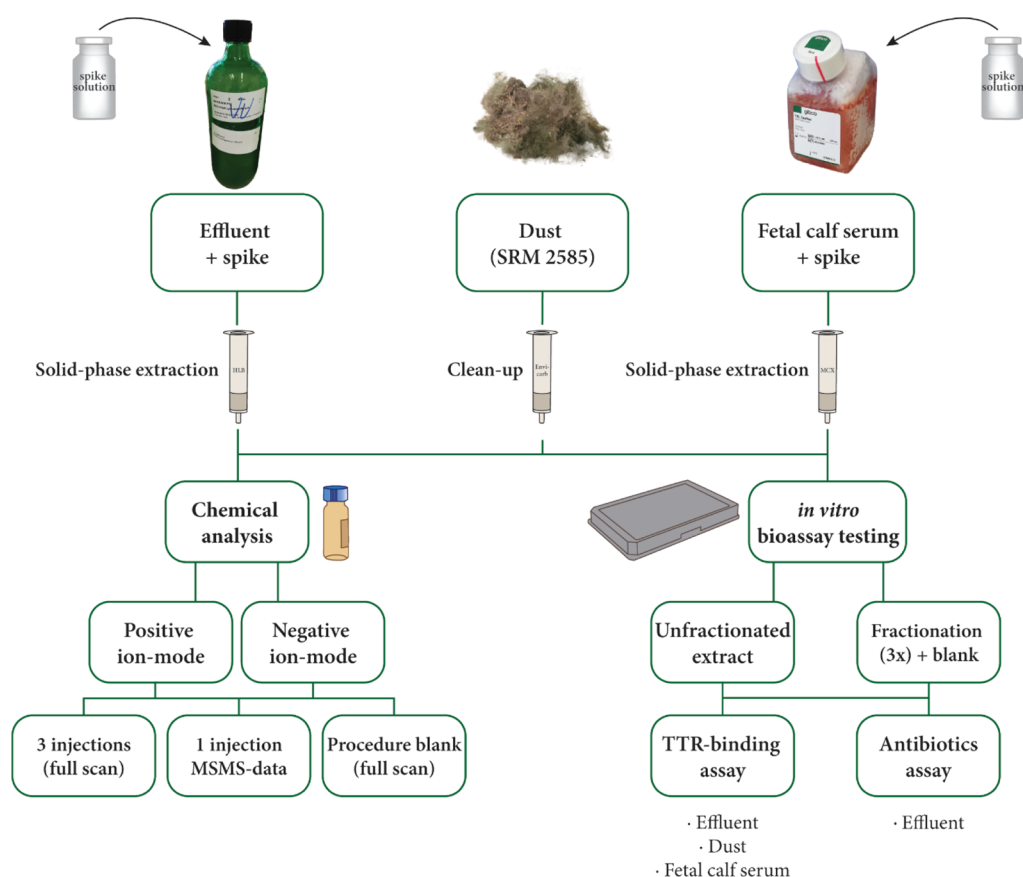 spike
solution
spike
solution
gibco
Effluent
+ spike
Dust
(SRM 2585)
Fetal calf serum
+ spike
Solid-phase extraction
HLB
Clean-up
Envi-
carb
Solid-phase extraction
MCX
Chemical
analysis
in vitro
bioassay testing
Positive
ion-mode
Negative
ion-mode
Unfractionated
extract
Fractionation
(3x) + blank
3 injections
(full scan)
1 injection
MSMS-data
Procedure blank
(full scan)
TTR-binding
assay
Antibiotics
assay
· Effluent
· Dust
· Fetal calf serum
· Effluent